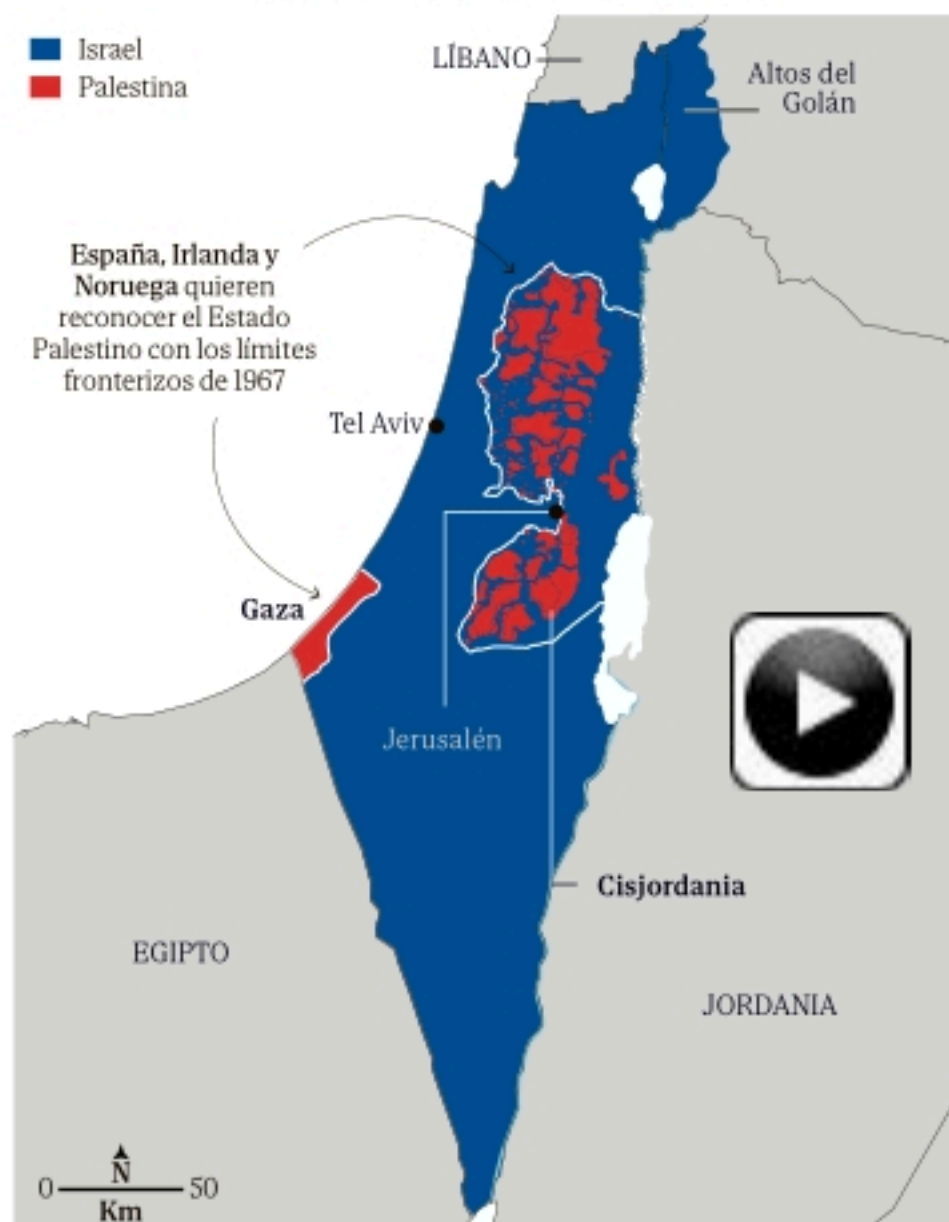 Israel
Palestina
LÍBANO
Altos del
Golán
España, Irlanda y
Noruega quieren
reconocer el Estado
Palestino con los límites
fronterizos de 1967
Tel Aviv
Gaza
Jerusalén
Cisjordania
EGIPTO
JORDANIA
N
0 50
Km